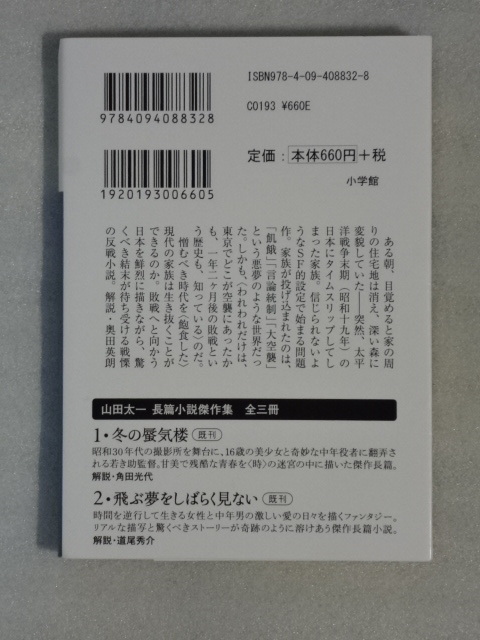 ISBN978-4-09-408832-8
C0193 ¥660E
9784094088328
定価：本体660円＋税
1920193006605
小学館
ある朝、目覚めると家の周
りの住宅地は消え、深い森に
変貌していた――突然、太平
洋戦争末期（昭和十九年）の
日本にタイムスリップしてし
まった家族。信じられないよ
うなＳＦ的設定で始まる問題
作。家族が投げ込まれたのは、
「飢餓」「言論統制」「大空襲」
という悪夢のような世界だっ
た。しかも、〈われわれだけは、
東京でどこが空襲にあったか
も、一年二ヶ月後の敗戦とい
う歴史も、知っている〉のだ。
憎むべき時代を〈飽食した〉
現代の家族は生き抜くことが
できるのか。敗戦へと向かう
日本を鮮烈に描きながら、驚
くべき結末が待ち受ける戦慄
の反戦小説。解説・奥田英朗
山田太一 長篇小説傑作集 全三冊
1・冬の蜃気楼 既刊
昭和30年代の撮影所を舞台に、16歳の美少女と奇妙な中年役者に翻弄さ
れる若き助監督。甘美で残酷な青春を〈時〉の迷宮の中に描いた傑作長篇。
解説・角田光代
2・飛ぶ夢をしばらく見ない 既刊
時間を逆行して生きる女性と中年男の激しい愛の日々を描くファンタジー。
リアルな描写と驚くべきストーリーが奇跡のように溶けあう傑作長篇小説。
解説・道尾秀介